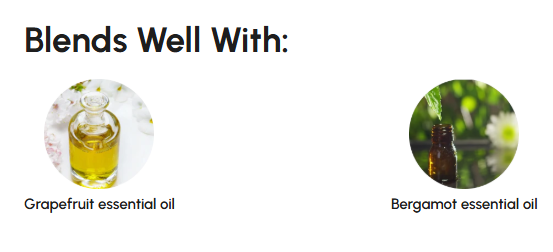 Blends Well With:
Grapefruit essential oil
Bergamot essential oil